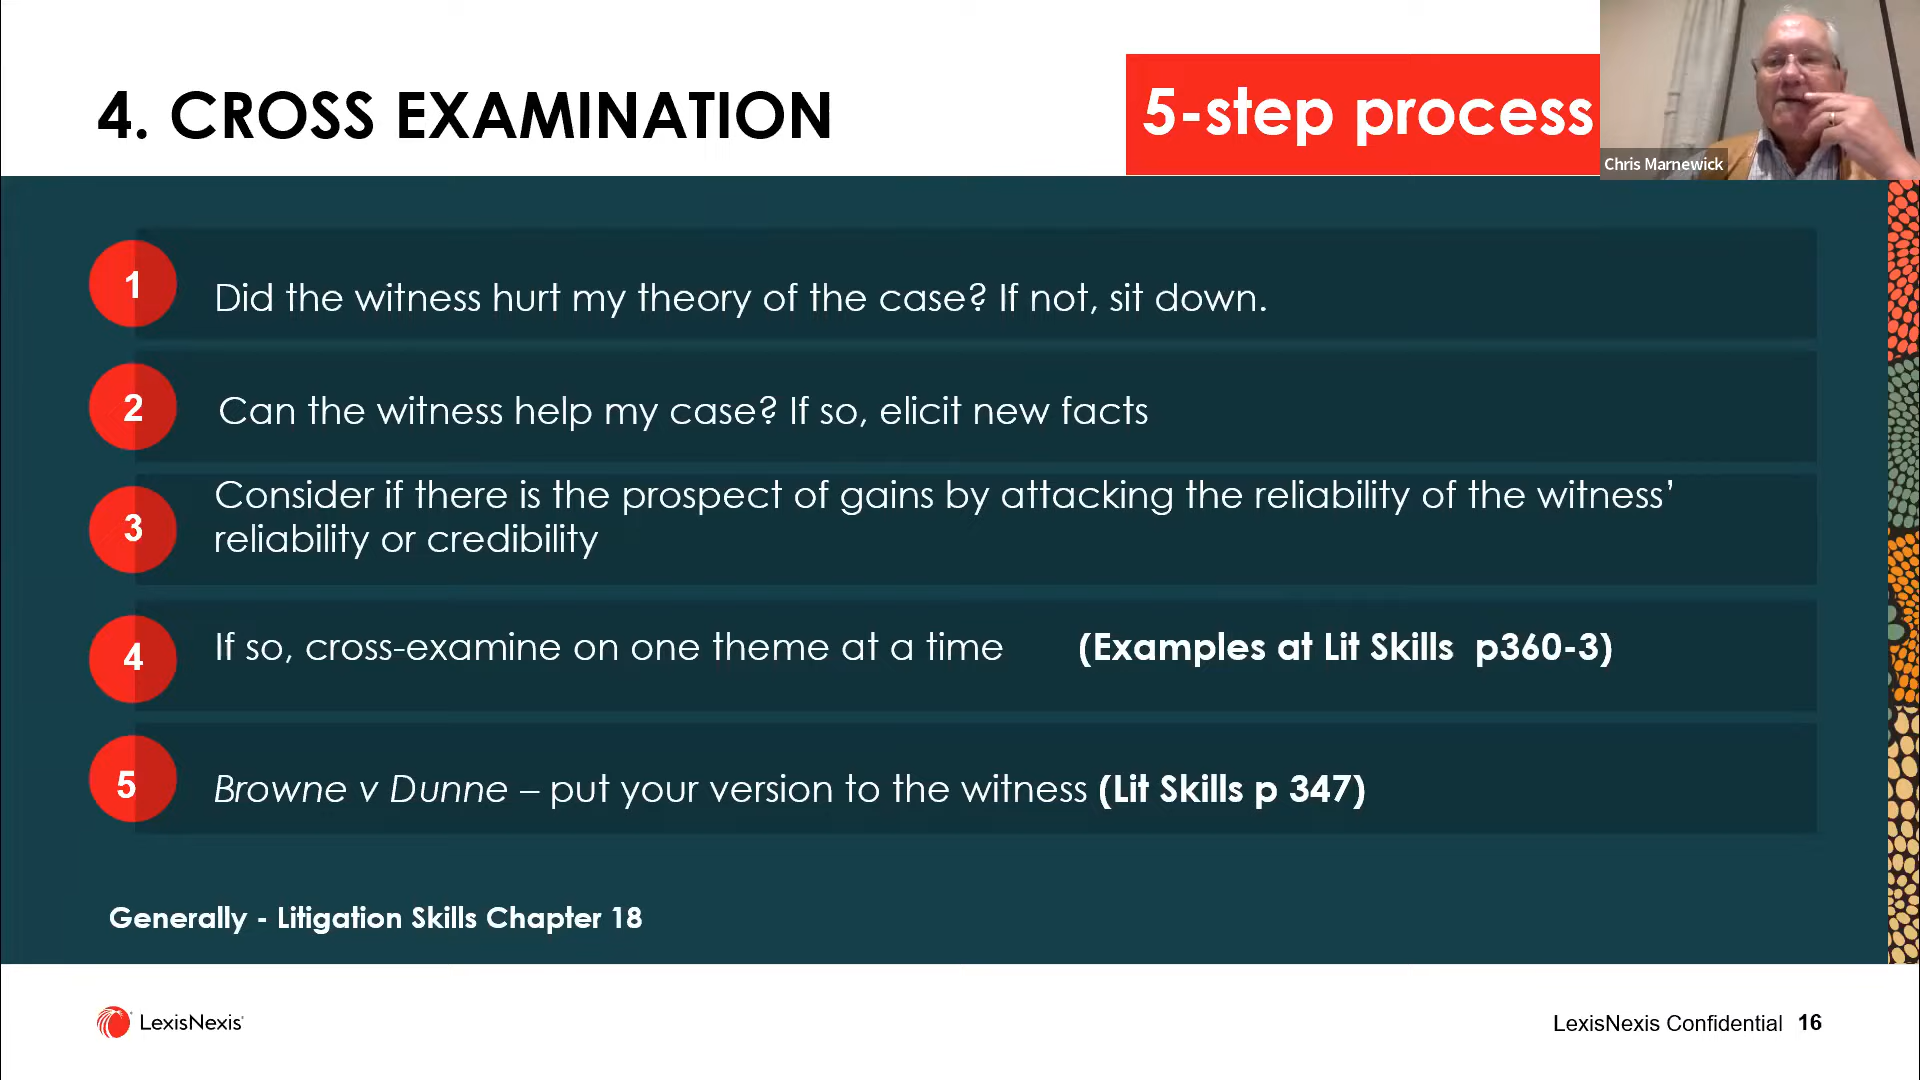 4. CROSS EXAMINATION
5-step process
Chris Marnewick
1
Did the witness hurt my theory of the case? If not, sit down.
2
Can the witness help my case? If so, elicit new facts
3
Consider if there is the prospect of gains by attacking the reliability of the witness’
reliability or credibility
4
If so, cross-examine on one theme at a time (Examples at Lit Skills p360-3)
5
Browne v Dunne – put your version to the witness (Lit Skills p 347)
Generally - Litigation Skills Chapter 18
LexisNexis
LexisNexis Confidential 16